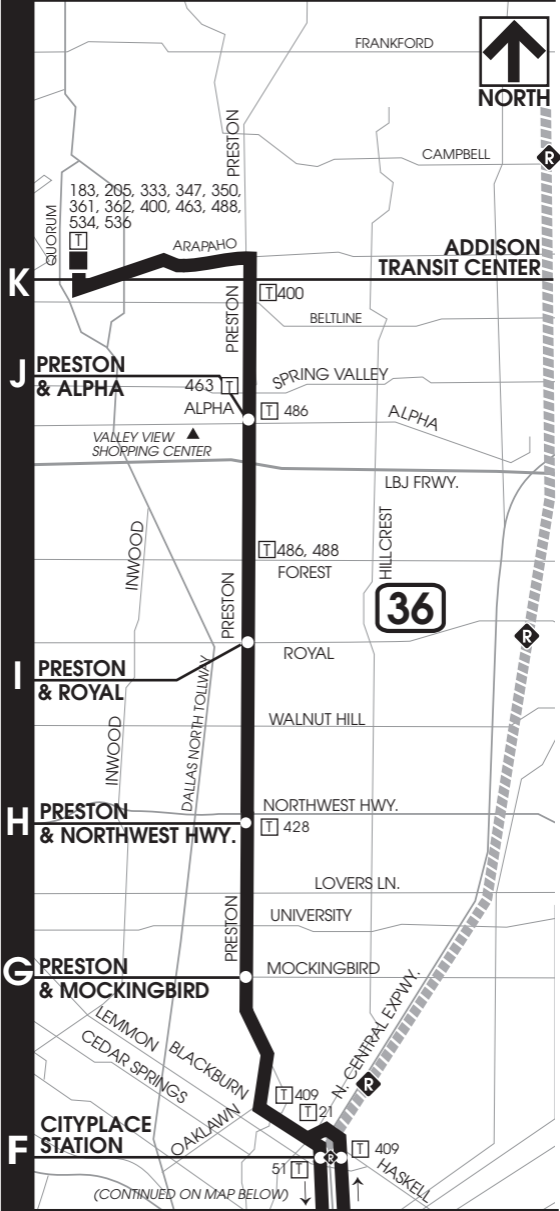 FRANKFORD
NORTH
PRESTON
CAMPBELL
R
183, 205, 333, 347, 350,
361, 362, 400, 463, 488,
534, 536
T
QUORUM
ARAPAHO
ADDISON
TRANSIT CENTER
K
T 400
PRESTON
BELTLINE
J
PRESTON
& ALPHA
463 T
SPRING VALLEY
ALPHA
T 486
ALPHA
VALLEY VIEW
SHOPPING CENTER
LBJ FRWY.
INWOOD
HILLCREST
T 486, 488
FOREST
PRESTON
36
R
ROYAL
I
PRESTON
& ROYAL
DALLAS NORTH TOLLWAY
WALNUT HILL
INWOOD
NORTHWEST HWY.
H
PRESTON
& NORTHWEST HWY.
T 428
LOVERS LN.
PRESTON
UNIVERSITY
G
PRESTON
& MOCKINGBIRD
MOCKINGBIRD
N. CENTRAL EXPWY.
LEMMON
BLACKBURN
CEDAR SPRINGS
R
T 409
T 21
OAKLAWN
CITYPLACE
STATION
F
R
T 409
51 T
HASKELL
(CONTINUED ON MAP BELOW)